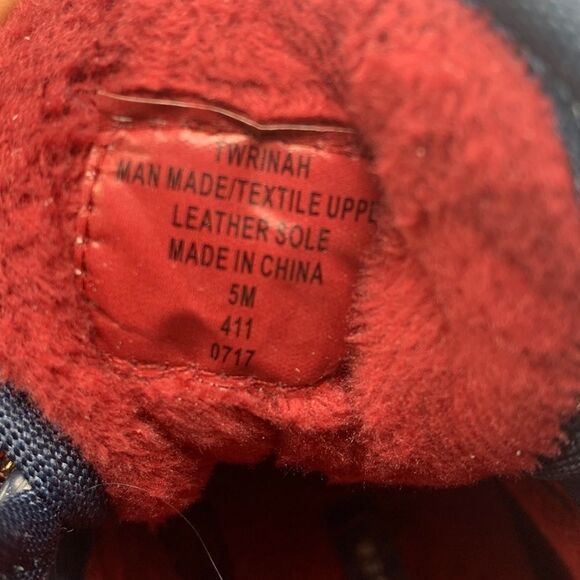 TWRINAH
MAN MADE/TEXTILE UPPE
LEATHER SOLE
MADE IN CHINA
5M
411
0717